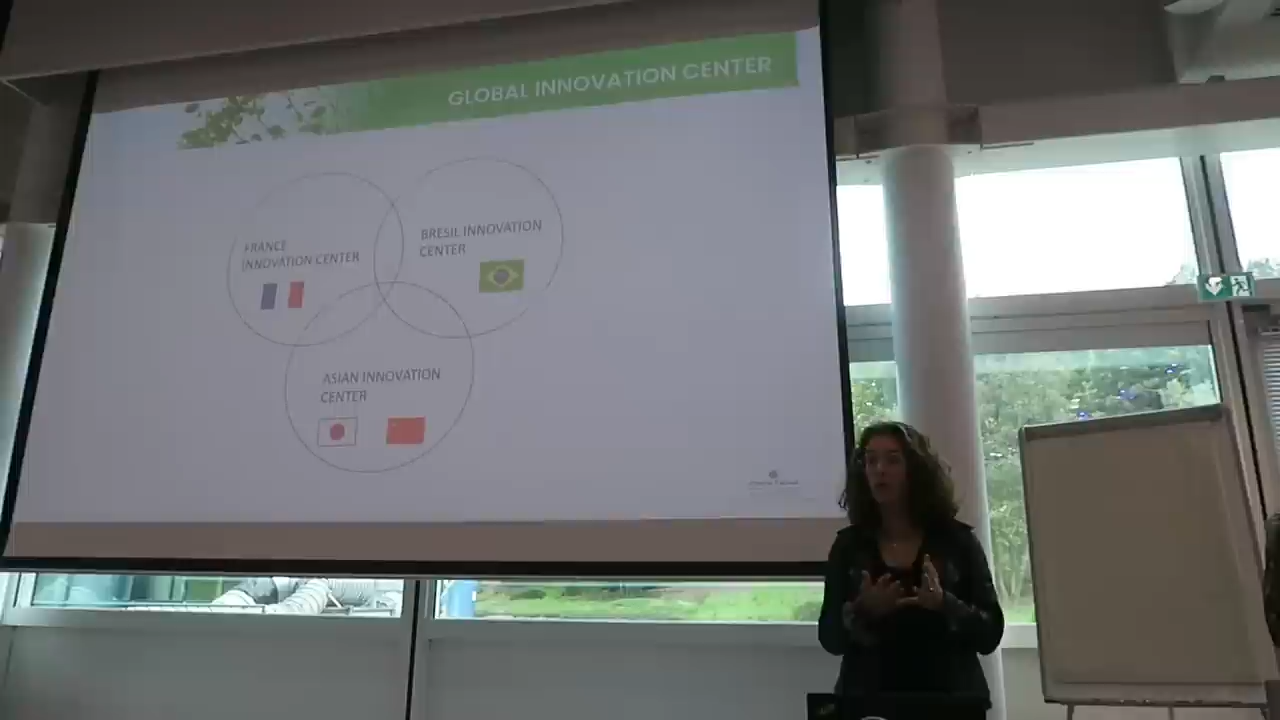 GLOBAL INNOVATION CENTER
FRANCE
INNOVATION CENTER
BRESIL INNOVATION
CENTER
ASIAN INNOVATION
CENTER